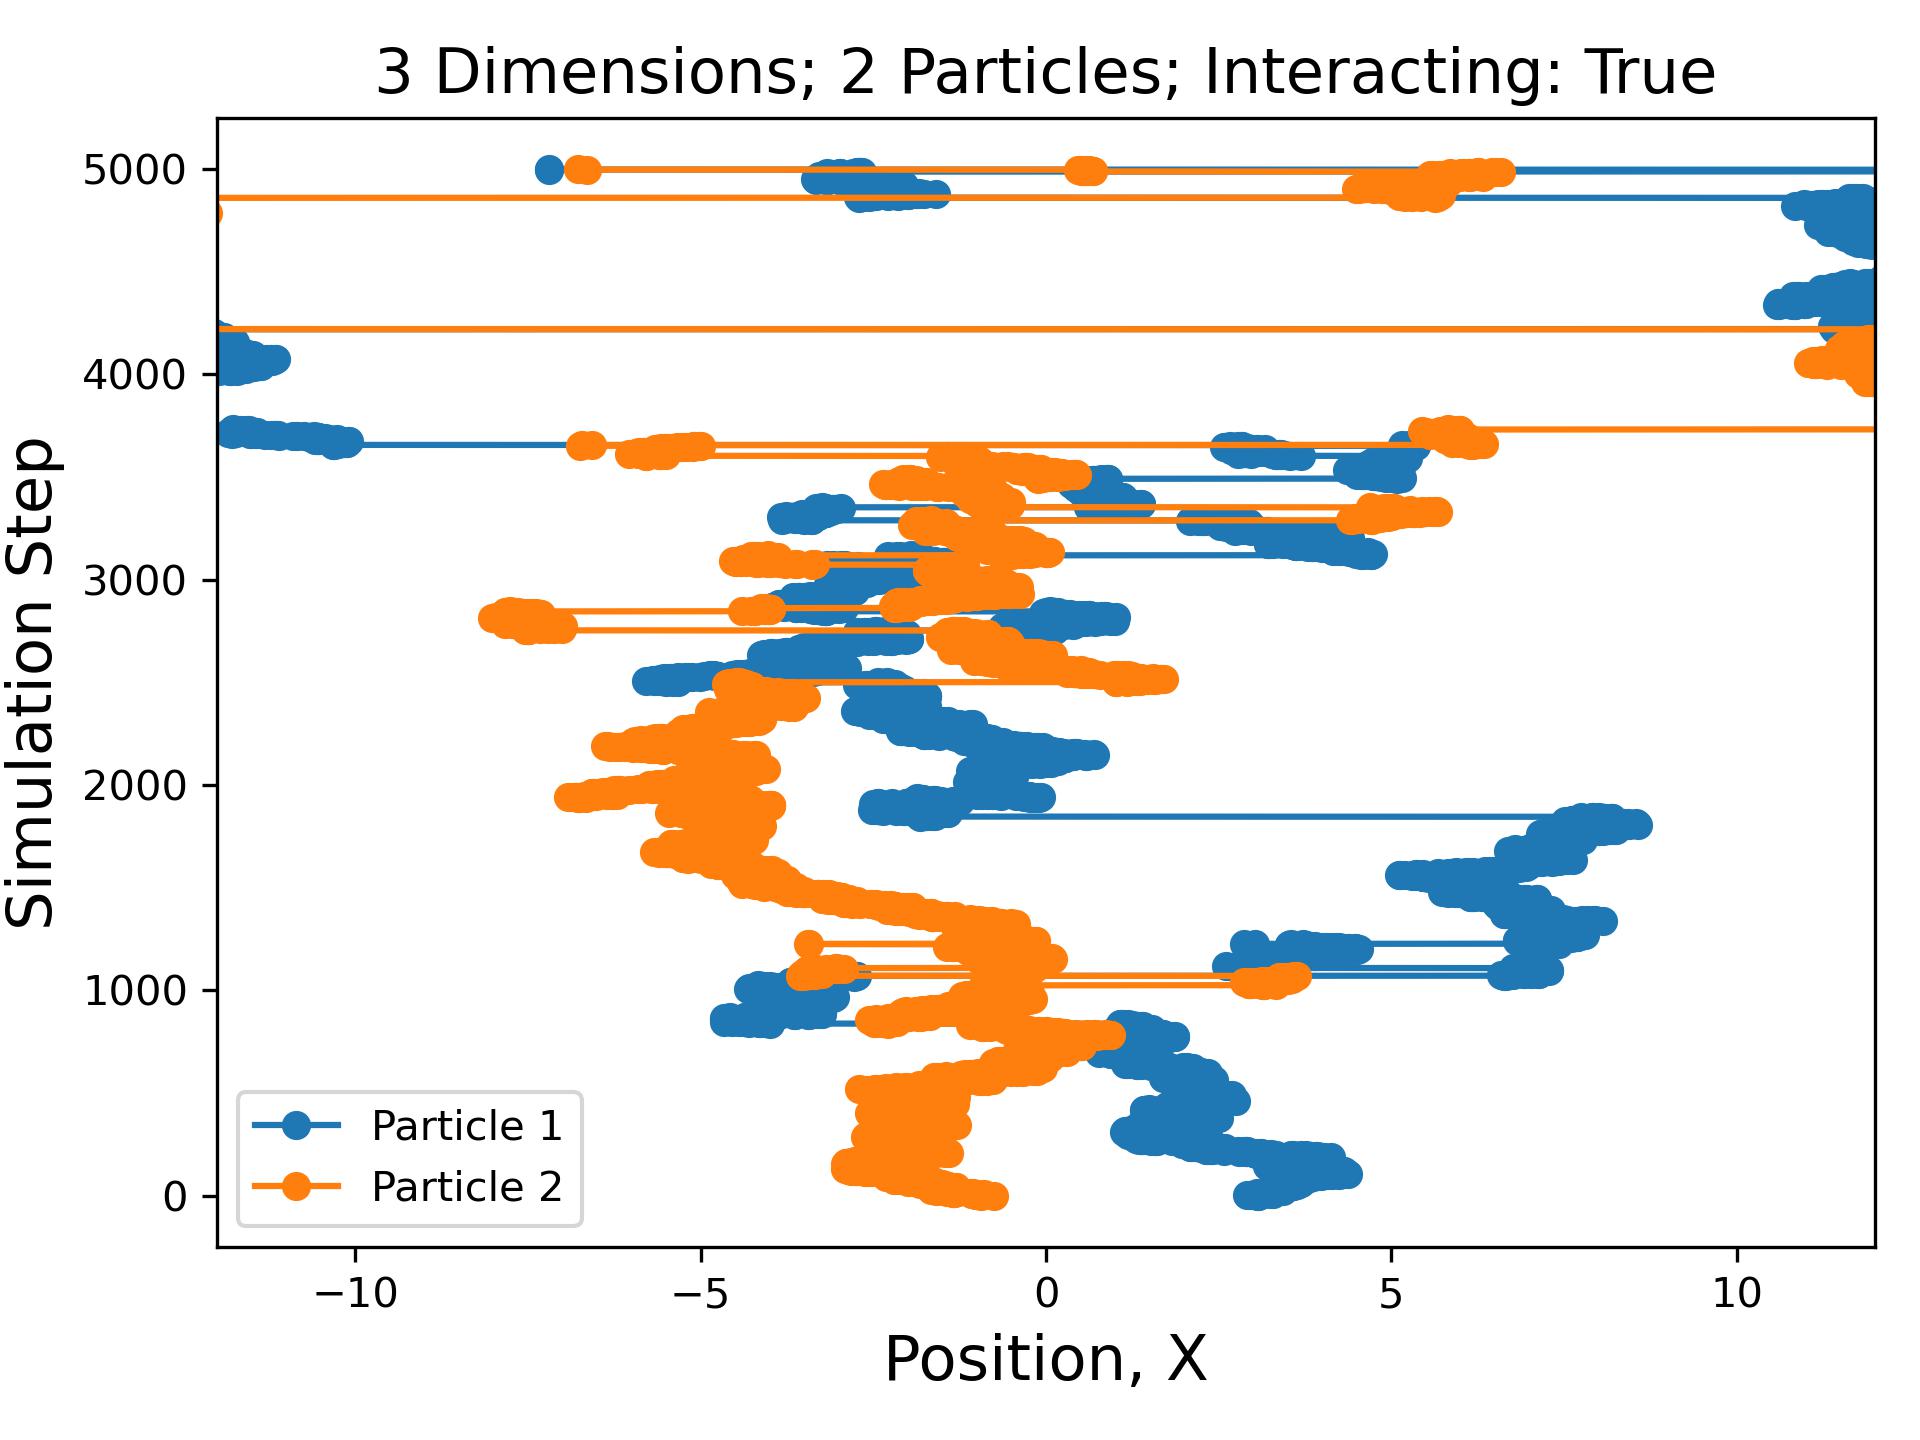 3 Dimensions; 2 Particles; Interacting: True
Simulation Step
5000
4000
3000
2000
1000
0
Particle 1
Particle 2
−10
−5
0
5
10
Position, X